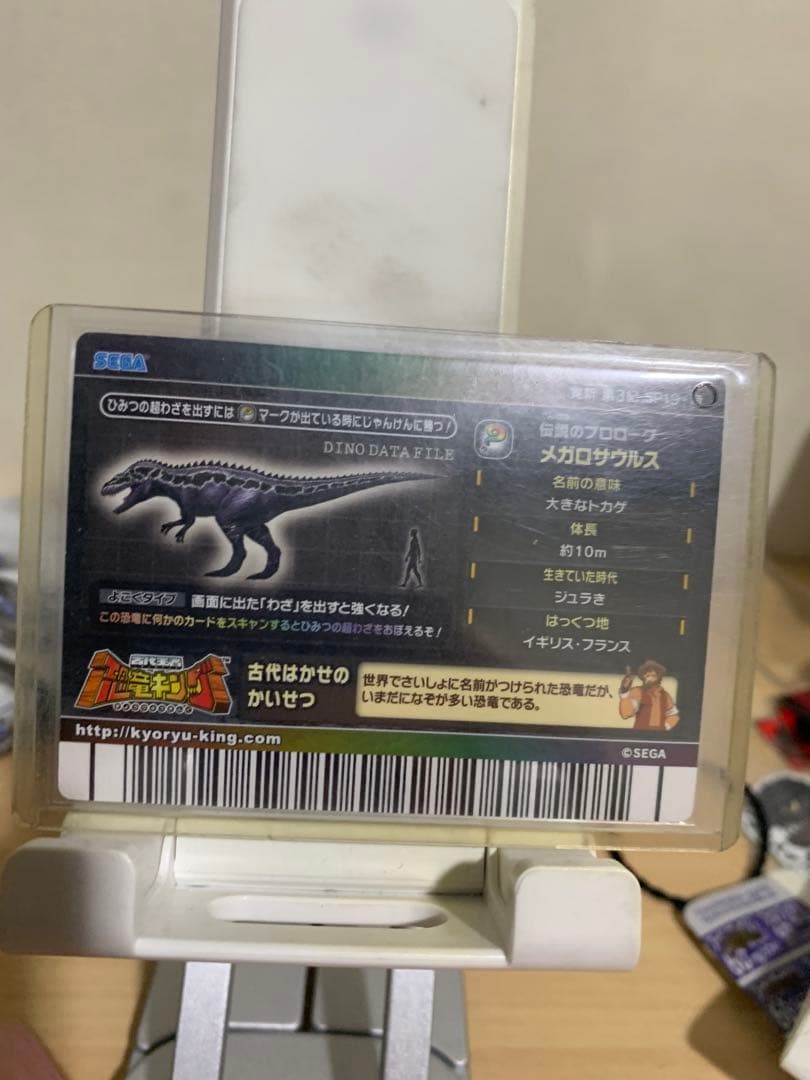 SEGA
ひみつの超わざを出すには マークが出ている時にじゃんけんに勝つ!
DINO DATA FILE
伝説のプロローグ
メガロサウルス
名前の意味
大きなトカゲ
体長
約10m
生きていた時代
ジュラき
はっくつ地
イギリス・フランス
よこくタイプ 画面に出た「わざ」を出すと強くなる!
この恐竜に何かのカードをスキャンするとひみつの超わざをおぼえるぞ!
古代王者
恐竜キング
古代はかせの
かいせつ
世界でさいしょに名前がつけられた恐竜だが、
いまだになぞが多い恐竜である。
http://kyoryu-king.com
©SEGA